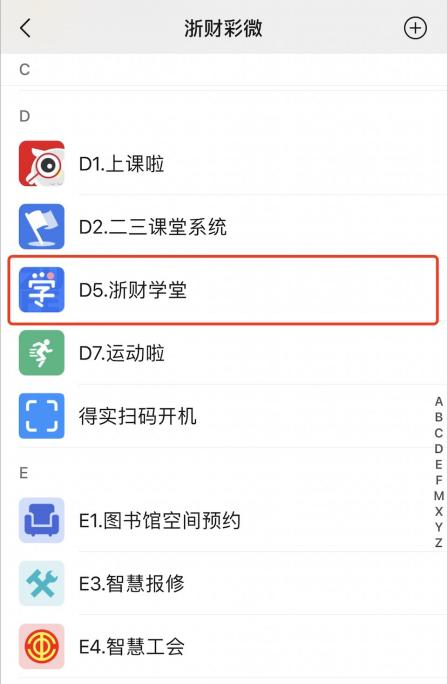 浙财彩微
C
D
D1.上课啦
D2.二三课堂系统
学
D5.浙财学堂
D7.运动啦
得实扫码开机
E
E1.图书馆空间预约
E3.智慧报修
E4.智慧工会
A
B
C
D
E
F
M
X
Y
Z